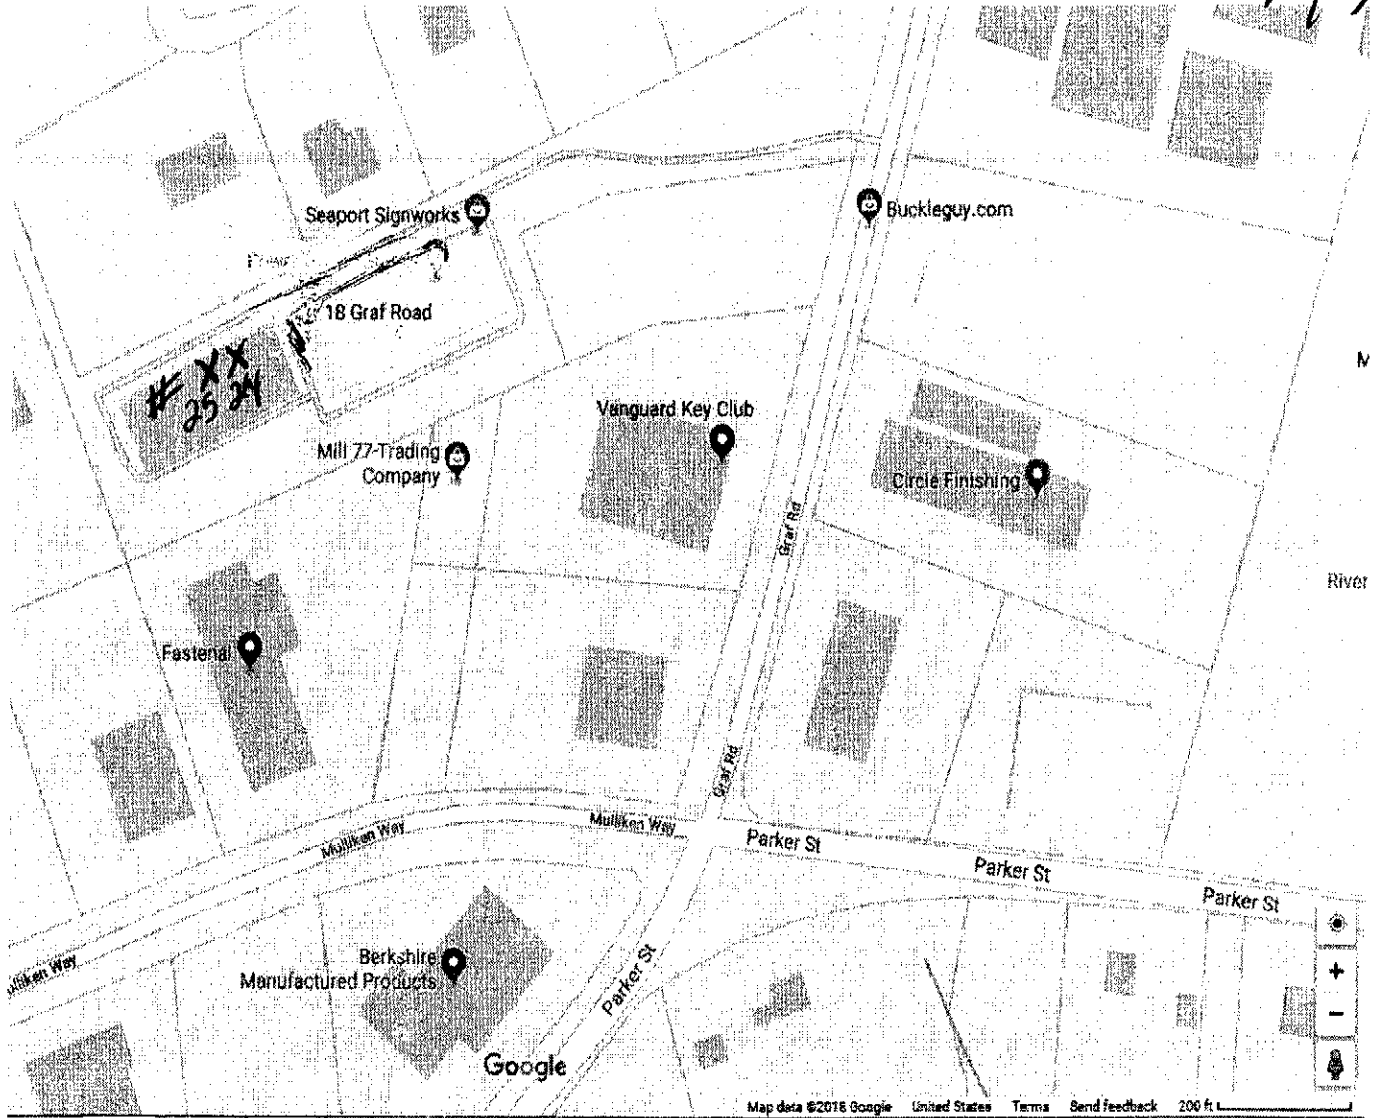 Seaport Signworks
Buckleguy.com
18 Graf Road
# X X
25 24
Vanguard Key Club
Mill 77-Trading
Company
Circle Finishing
Graf Rd
River
Fastenal
Graf Rd
Mulliken Way
Mulliken Way
Parker St
Parker St
Parker St
Berkshire
Manufactured Products
ulliken Way
Parker St
+
−
Google
Map data ©2018 Google United States Terms Send feedback 200 ft